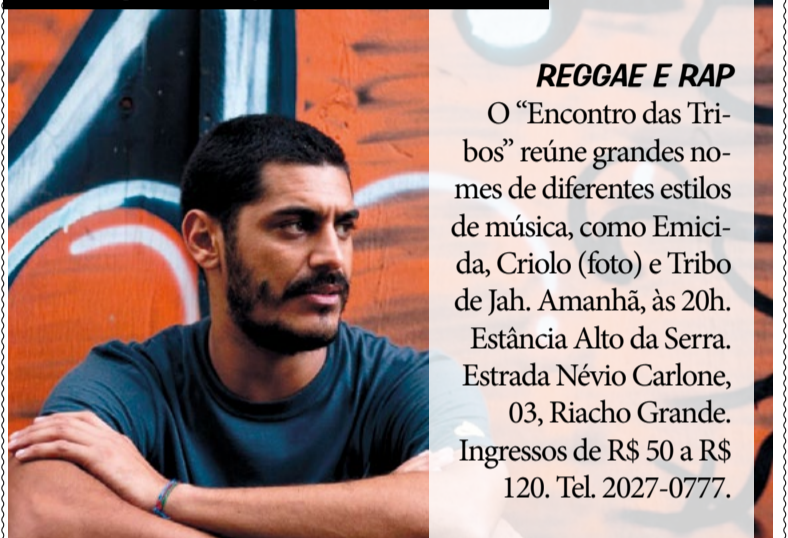 REGGAE E RAP
O “Encontro das Tri-
bos” reúne grandes no-
mes de diferentes estilos
de música, como Emici-
da, Criolo (foto) e Tribo
de Jah. Amanhã, às 20h.
Estância Alto da Serra.
Estrada Névio Carlone,
03, Riacho Grande.
Ingressos de R$ 50 a R$
120. Tel. 2027-0777.